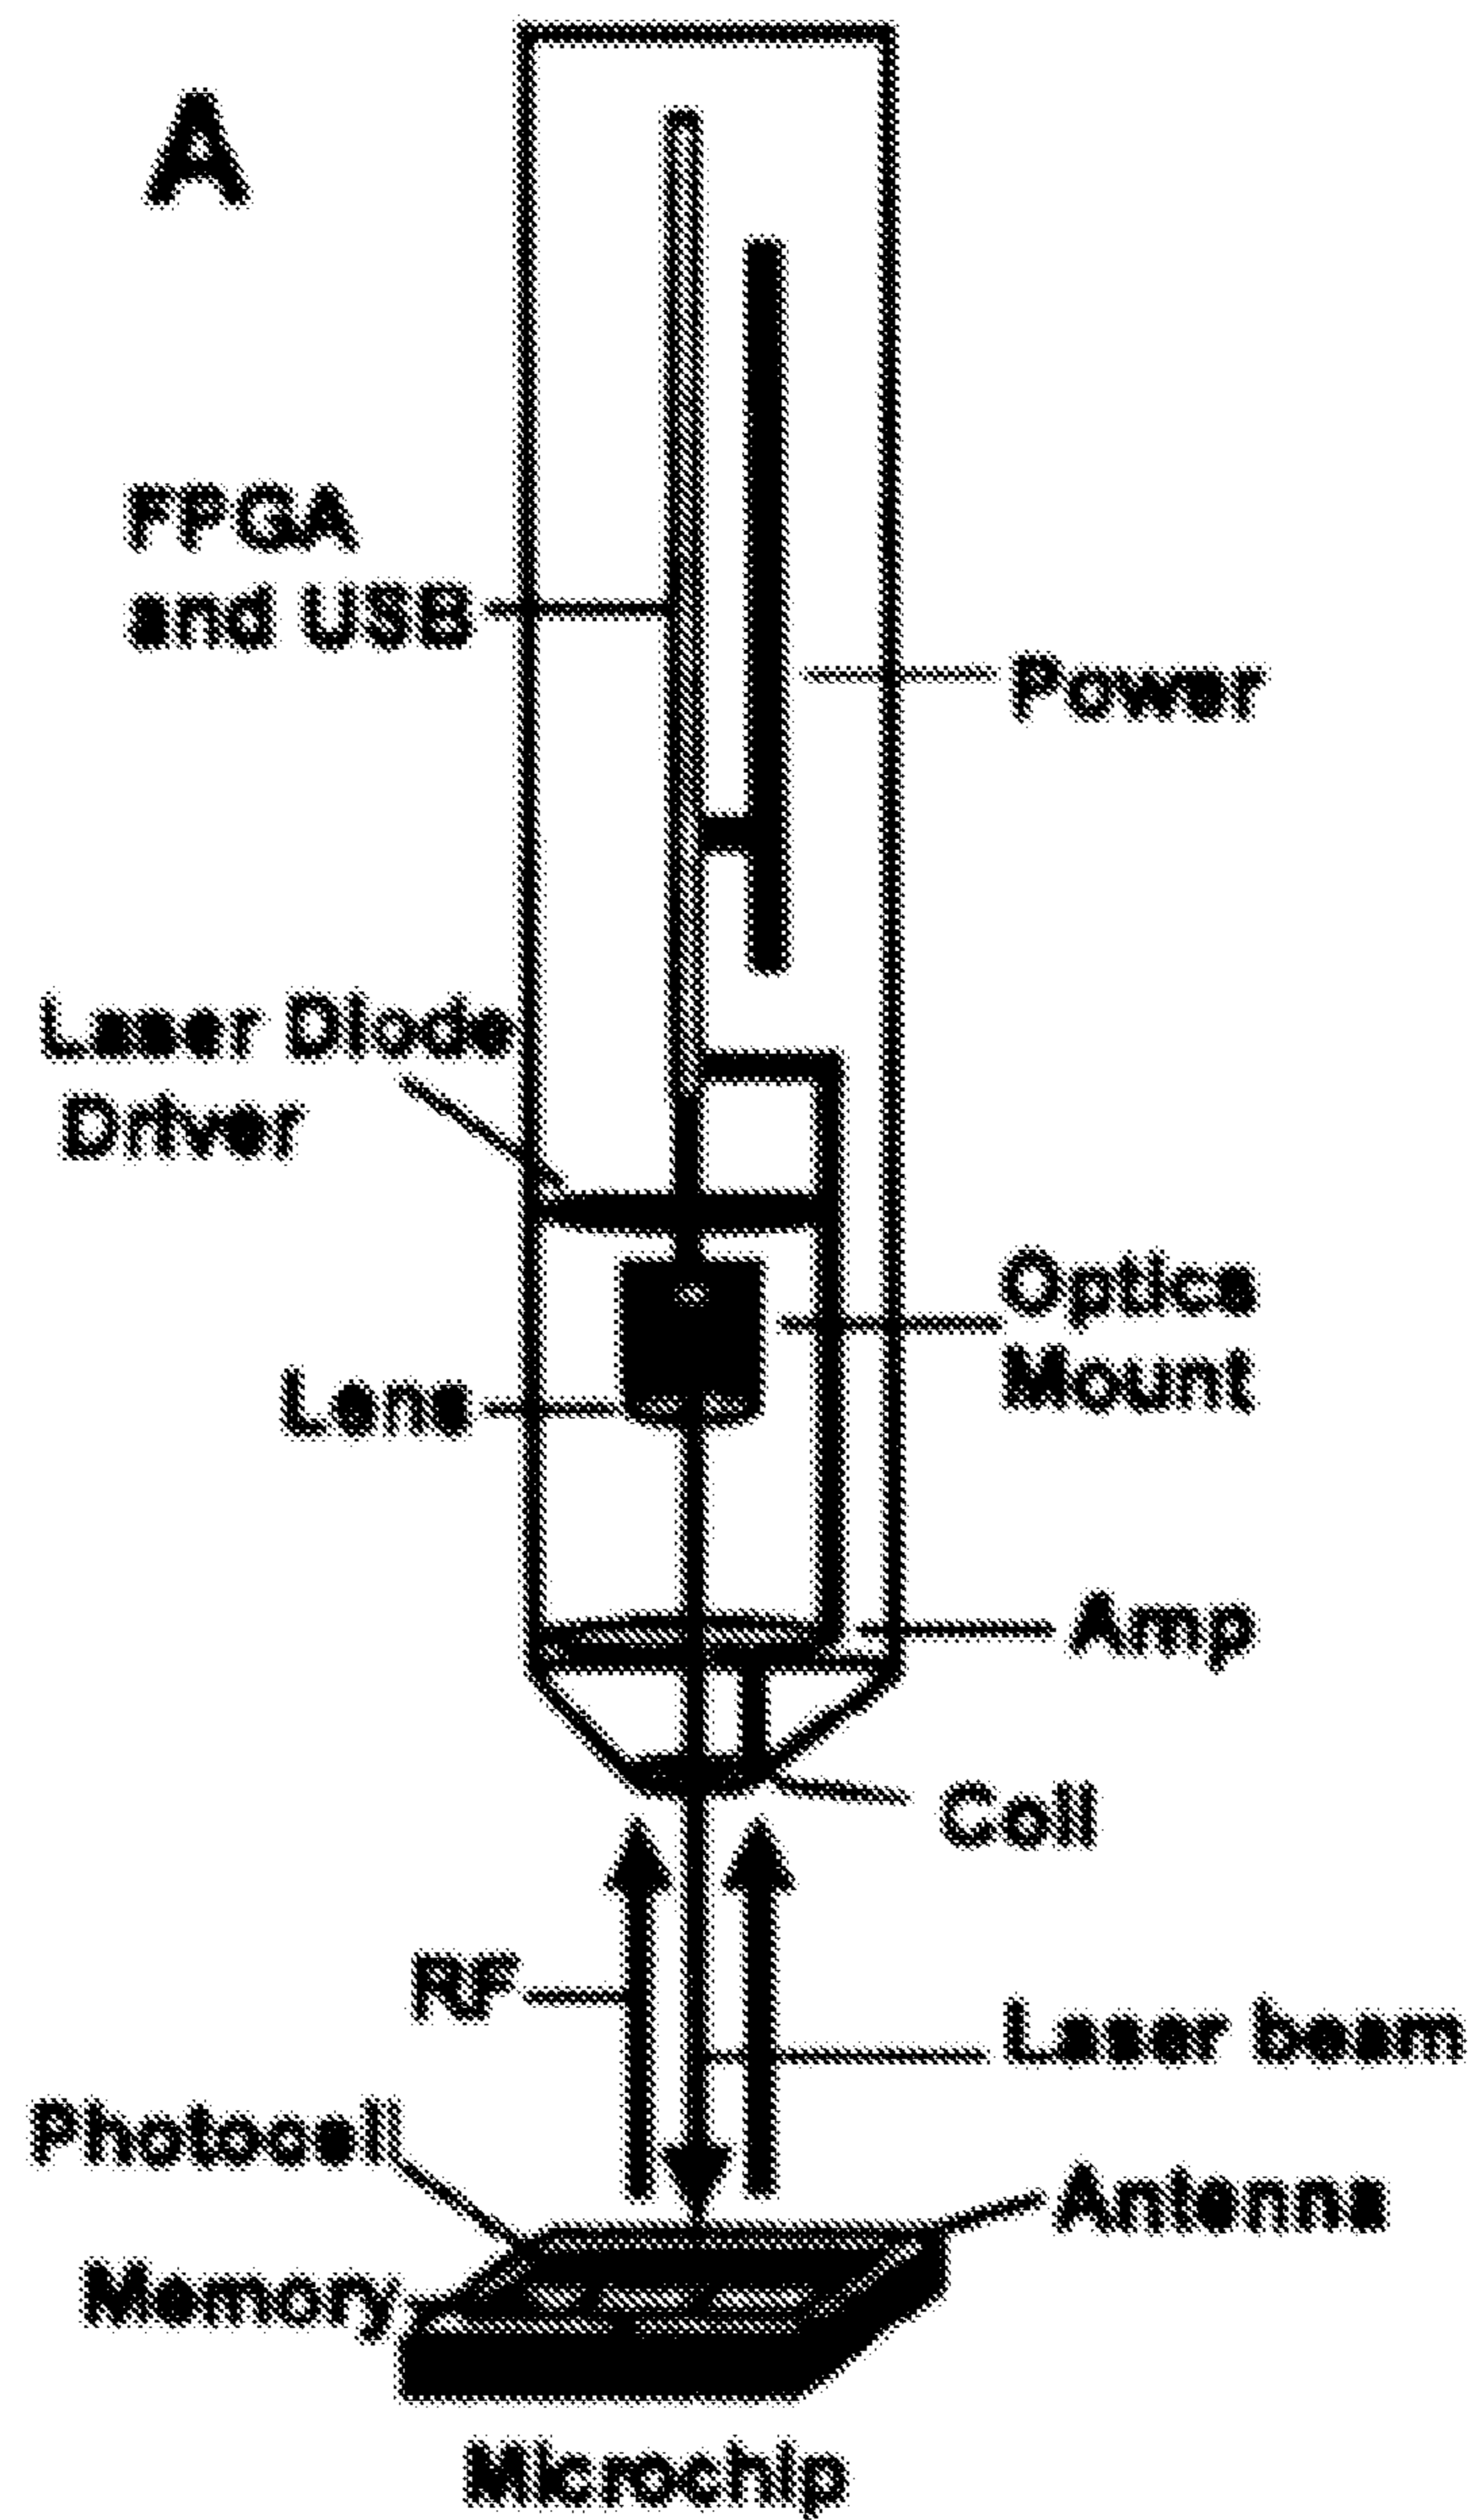 A
FPGA
and USB
Power
Laser Diode
Driver
Optics
Mount
Lens
Amp
Coil
RF
Laser beam
Photocell
Antenna
Memory
Microchip